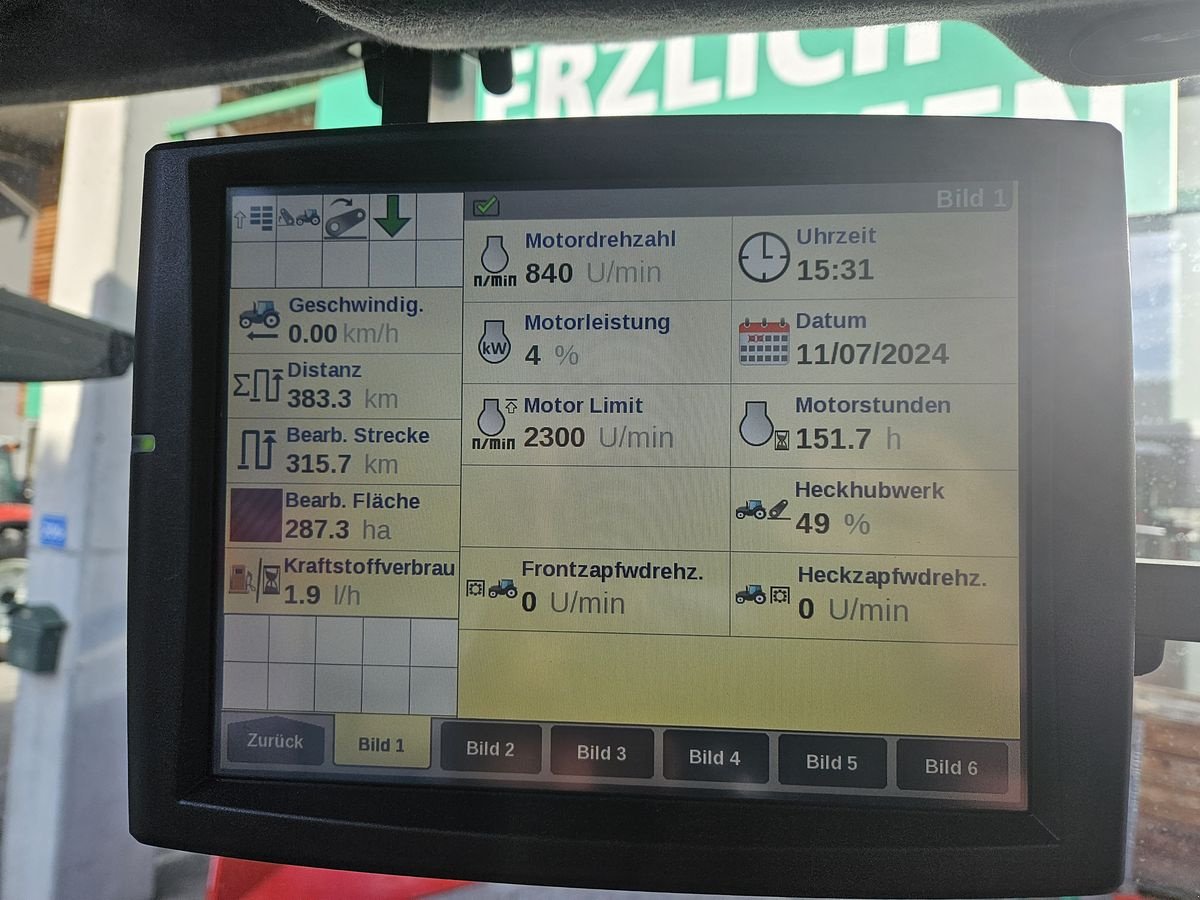 ERZLICH
Bild 1
Geschwindig.
0.00 km/h
Distanz
383.3 km
Bearb. Strecke
315.7 km
Bearb. Fläche
287.3 ha
Kraftstoffverbrau
1.9 l/h
Motordrehzahl
n/min
840 U/min
Motorleistung
kW
4 %
Motor Limit
n/min
2300 U/min
Frontzapfwdrehz.
0 U/min
Uhrzeit
15:31
Datum
11/07/2024
Motorstunden
151.7 h
Heckhubwerk
49 %
Heckzapfwdrehz.
0 U/min
Zurück
Bild 1
Bild 2
Bild 3
Bild 4
Bild 5
Bild 6